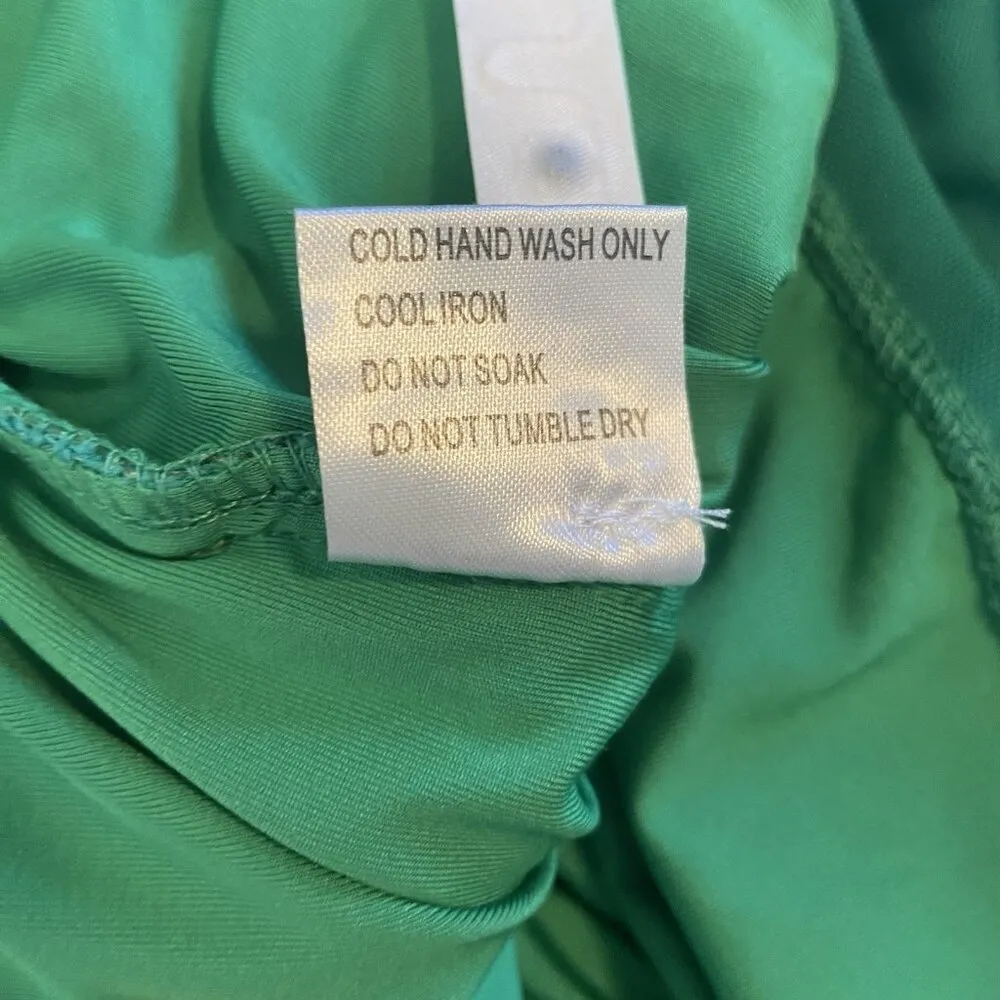 COLD HAND WASH ONLY
COOL IRON
DO NOT SOAK
DO NOT TUMBLE DRY